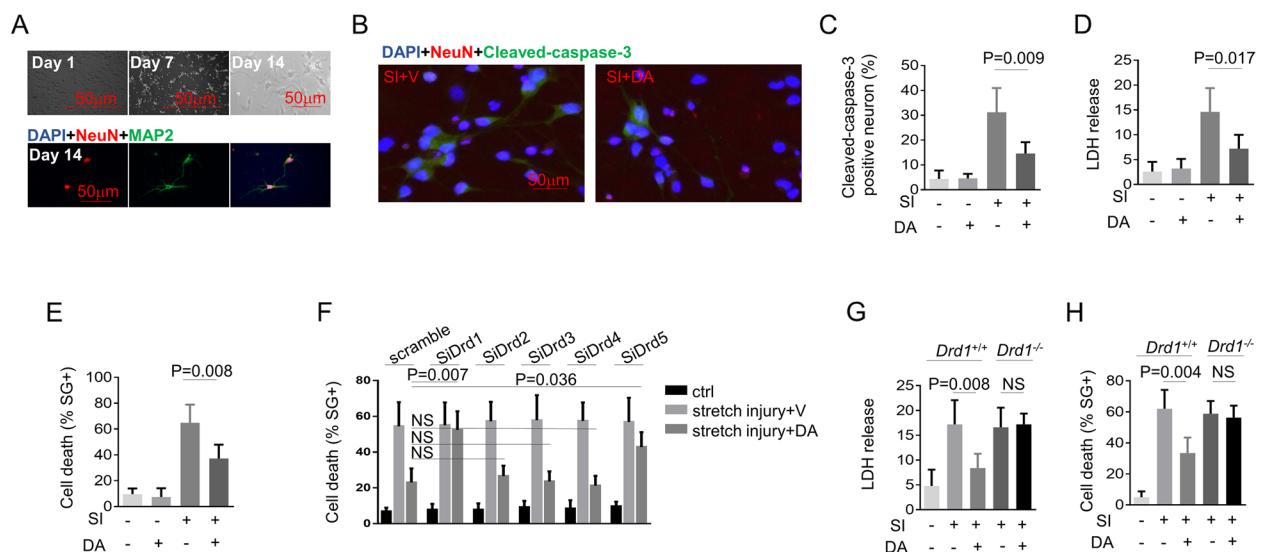 A
Day 1
Day 7
Day 14
50μm
50μm
50μm
DAPI+NeuN+MAP2
Day 14
50μm
B
DAPI+NeuN+Cleaved-caspase-3
SI+V
SI+DA
50μm
C
Cleaved-caspase-3
positive neuron (%)
P=0.009
50
40
30
20
10
0
SI - - + +
DA - + - +
D
LDH release
P=0.017
25
20
15
10
5
0
SI - - + +
DA - + - +
E
Cell death (% SG+)
P=0.008
100
80
60
40
20
0
SI - - + +
DA - + - +
F
scramble
SiDrd1
SiDrd2
SiDrd3
SiDrd4
SiDrd5
P=0.007
P=0.036
NS
NS
NS
Cell death (% SG+)
80
60
40
20
0
ctrl
stretch injury+V
stretch injury+DA
G
Drd1+/+ Drd1-/-
P=0.008 NS
LDH release
25
20
15
10
5
0
SI - + + + +
DA - - + - +
H
Drd1+/+ Drd1-/-
P=0.004 NS
Cell death (% SG+)
80
60
40
20
0
SI - + + + +
DA - - + - +